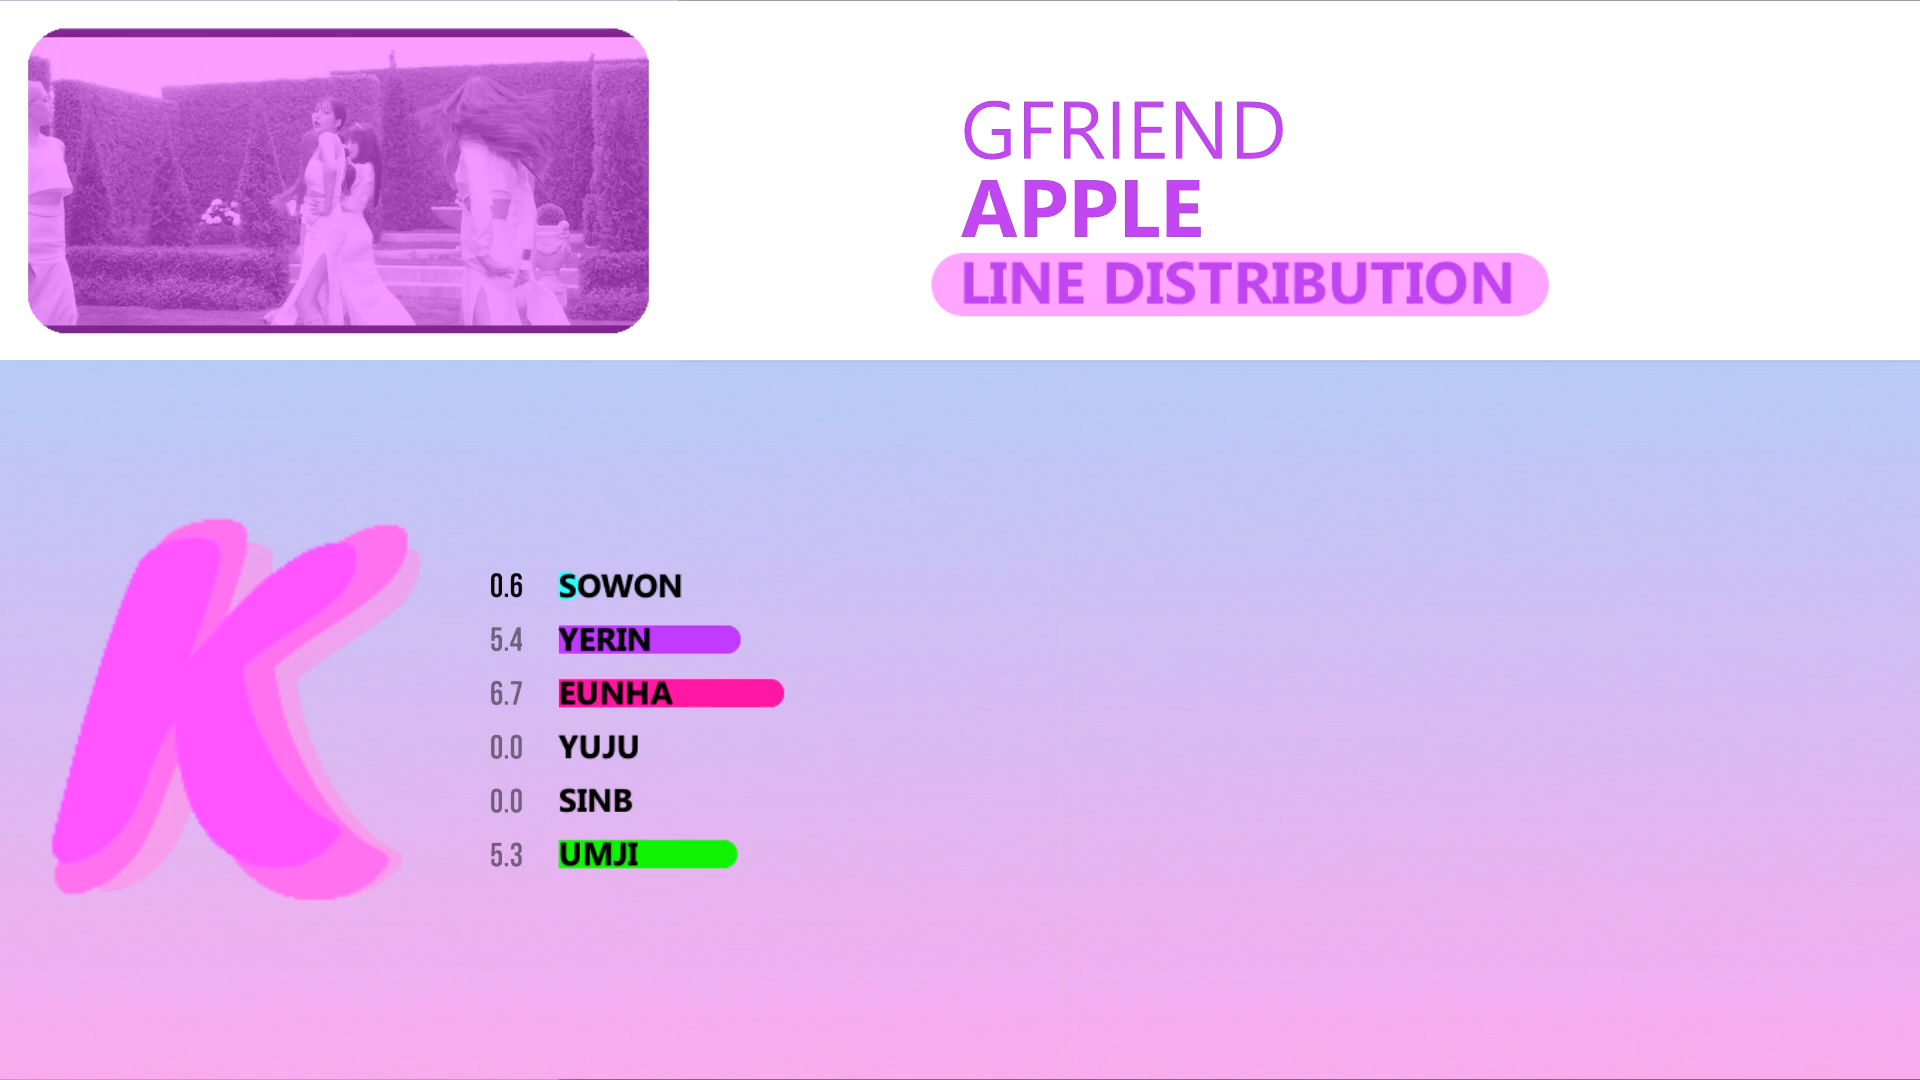 GFRIEND
APPLE
LINE DISTRIBUTION
K
0.6 SOWON
5.4 YERIN
6.7 EUNHA
0.0 YUJU
0.0 SINB
5.3 UMJI